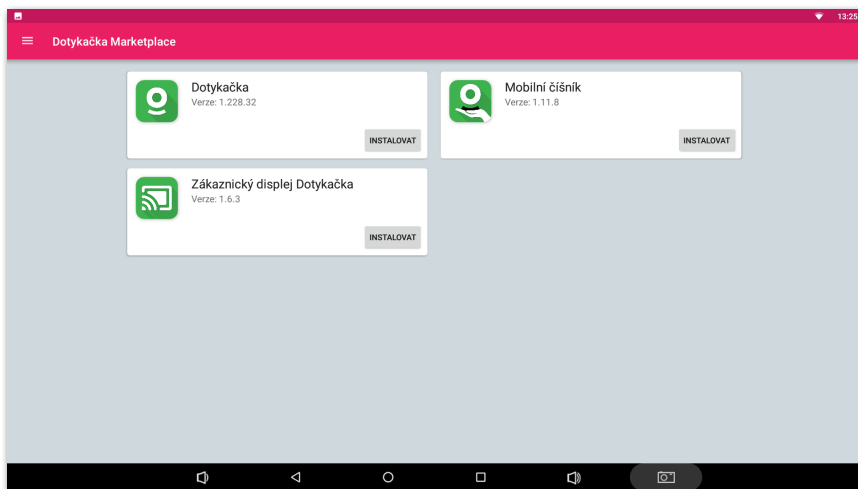 13:25
Dotykačka Marketplace
Dotykačka
Verze: 1.228.32
INSTALOVAT
Mobilní číšník
Verze: 1.11.8
INSTALOVAT
Zákaznický displej Dotykačka
Verze: 1.6.3
INSTALOVAT